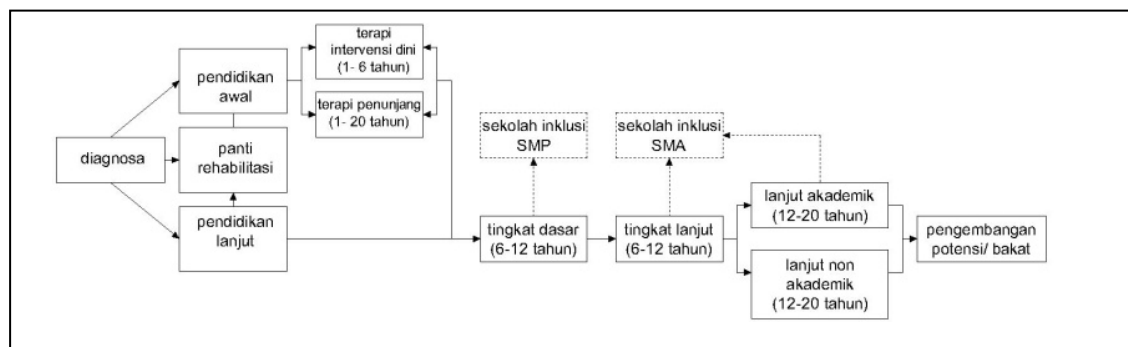 terapi
intervensi dini
(1- 6 tahun)
pendidikan
awal
terapi penunjang
(1- 20 tahun)
diagnosa
panti
rehabilitasi
pendidikan
lanjut
sekolah inklusi
SMP
sekolah inklusi
SMA
tingkat dasar
(6-12 tahun)
tingkat lanjut
(6-12 tahun)
lanjut akademik
(12-20 tahun)
lanjut non
akademik
(12-20 tahun)
pengembangan
potensi/ bakat